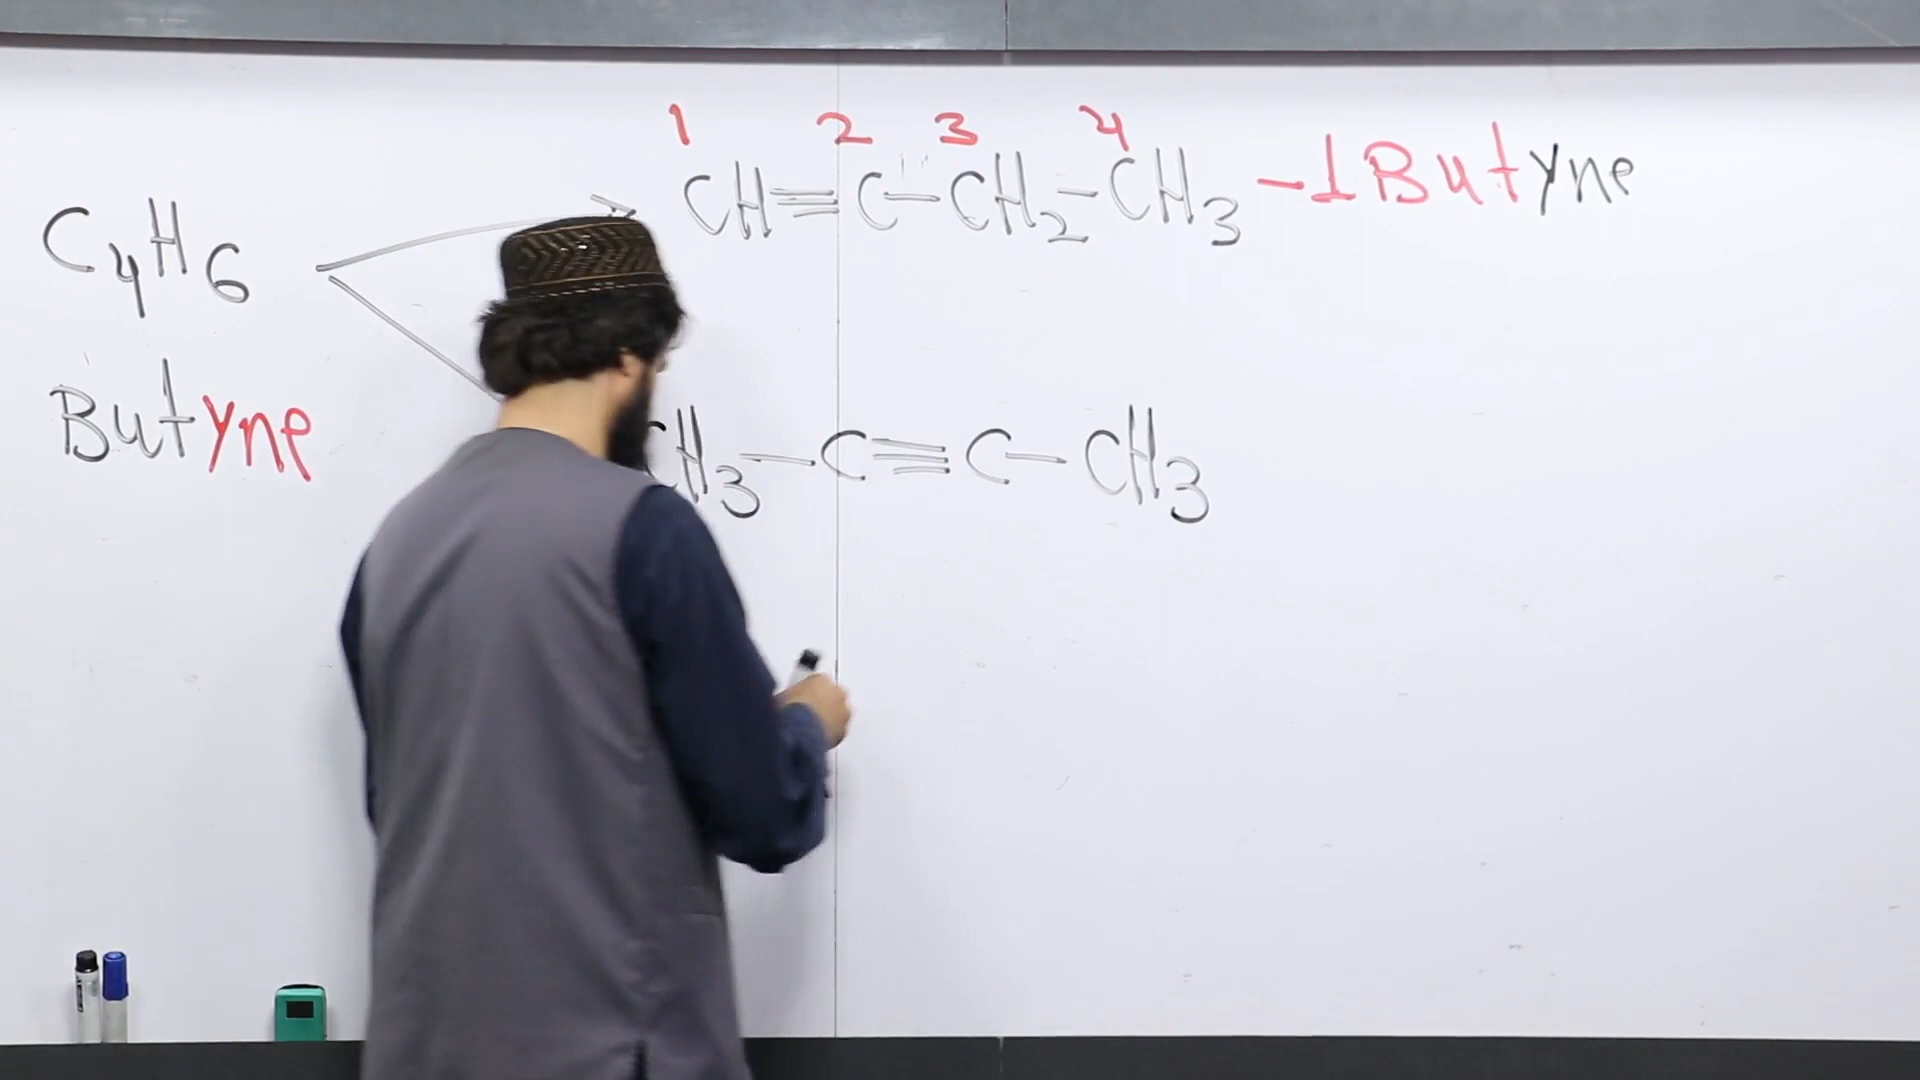 1 2 3 4
CH≡C-CH₂-CH₃ -1Butyne
C₄H₆
Butyne
CH₃-C≡C-CH₃